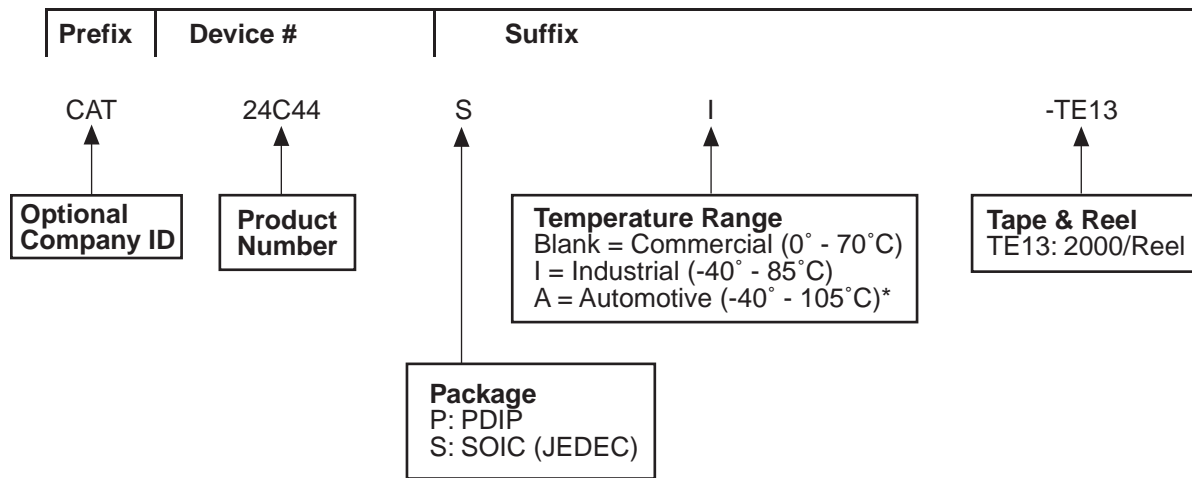 Prefix Device # Suffix
CAT 24C44 S I -TE13
Optional
Company ID
Product
Number
Temperature Range
Blank = Commercial (0˚ - 70˚C)
I = Industrial (-40˚ - 85˚C)
A = Automotive (-40˚ - 105˚C)*
Tape & Reel
TE13: 2000/Reel
Package
P: PDIP
S: SOIC (JEDEC)